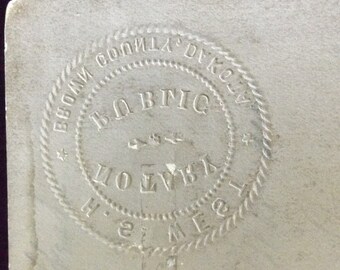 H. S. WEST
NOTARY
PUBLIC
* BROWN COUNTY, DAKOTA *